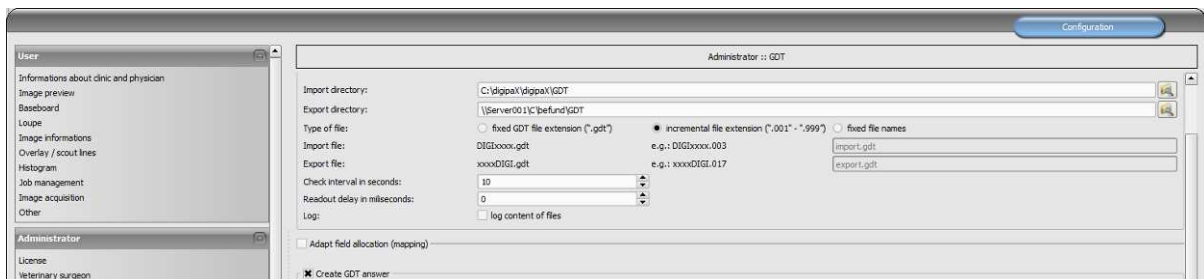 Configuration
User
Informations about clinic and physician
Image preview
Baseboard
Loupe
Image informations
Overlay / scout lines
Histogram
Job management
Image acquisition
Other
Administrator
License
Veterinary surgeon
Administrator :: GDT
Import directory: C:\digipaX\digipaX\GDT
Export directory: \\Server001\C\befund\GDT
Type of file: fixed GDT file extension (".gdt") incremental file extension (".001" - ".999") fixed file names
Import file: DIGIxxxx.gdt e.g.: DIGIxxxx.003 import.gdt
Export file: xxxxDIGI.gdt e.g.: xxxxDIGI.017 export.gdt
Check interval in seconds: 10
Readout delay in miliseconds: 0
Log: log content of files
Adapt field allocation (mapping)
Create GDT answer